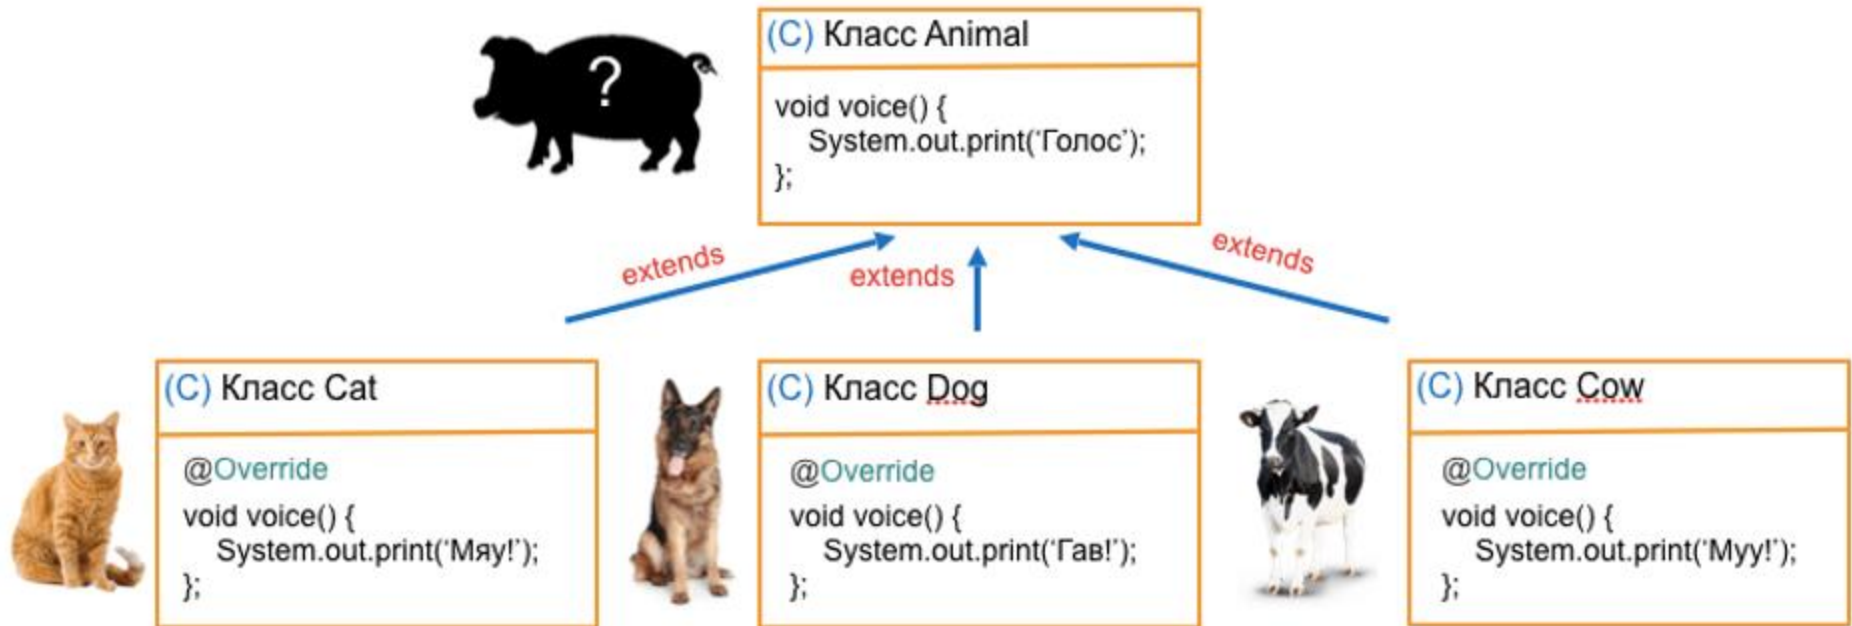 ?
(C) Класс Animal
void voice() {
System.out.print(‘Голос’);
};
extends
extends
extends
(C) Класс Cat
@Override
void voice() {
System.out.print(‘Мяу!’);
};
(C) Класс Dog
@Override
void voice() {
System.out.print(‘Гав!’);
};
(C) Класс Cow
@Override
void voice() {
System.out.print(‘Муу!’);
};